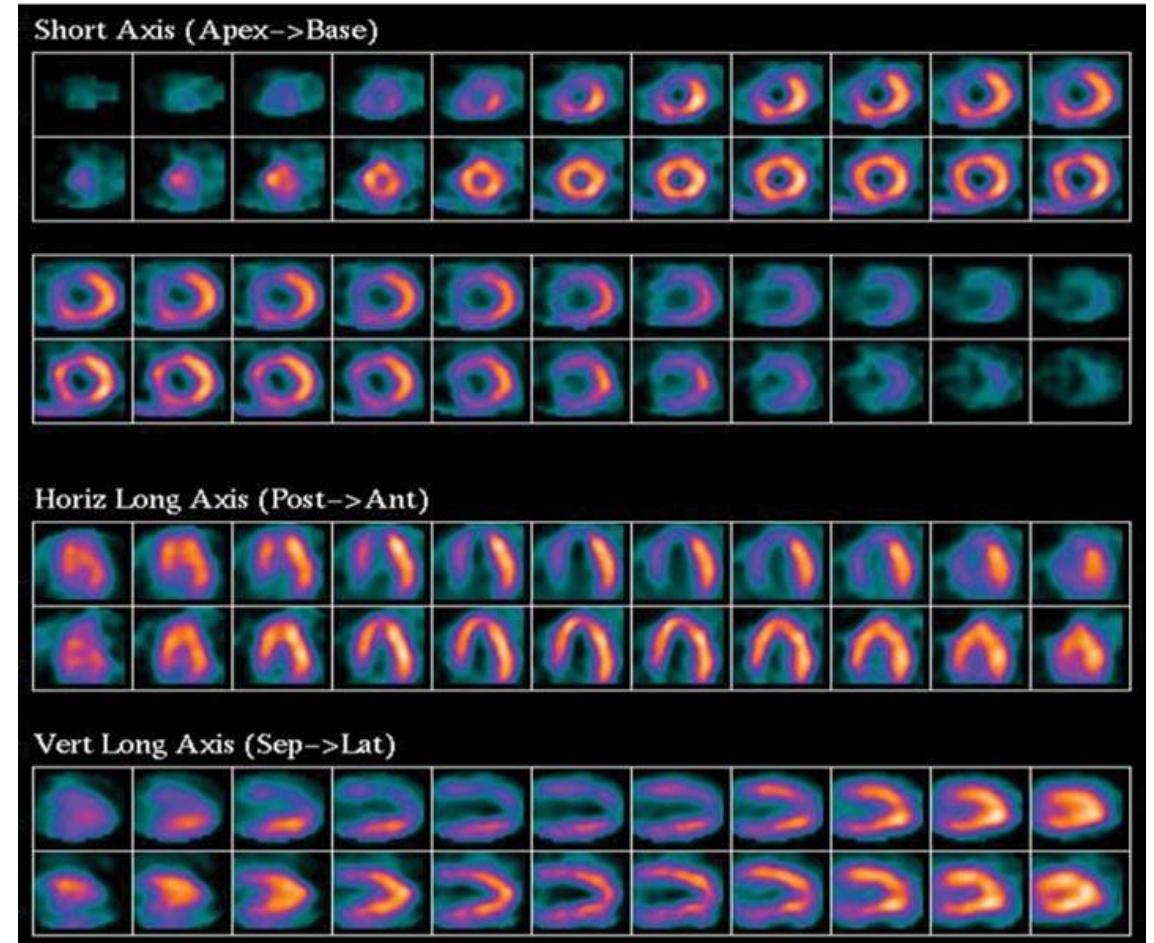 Short Axis (Apex->Base)
Horiz Long Axis (Post->Ant)
Vert Long Axis (Sep->Lat)